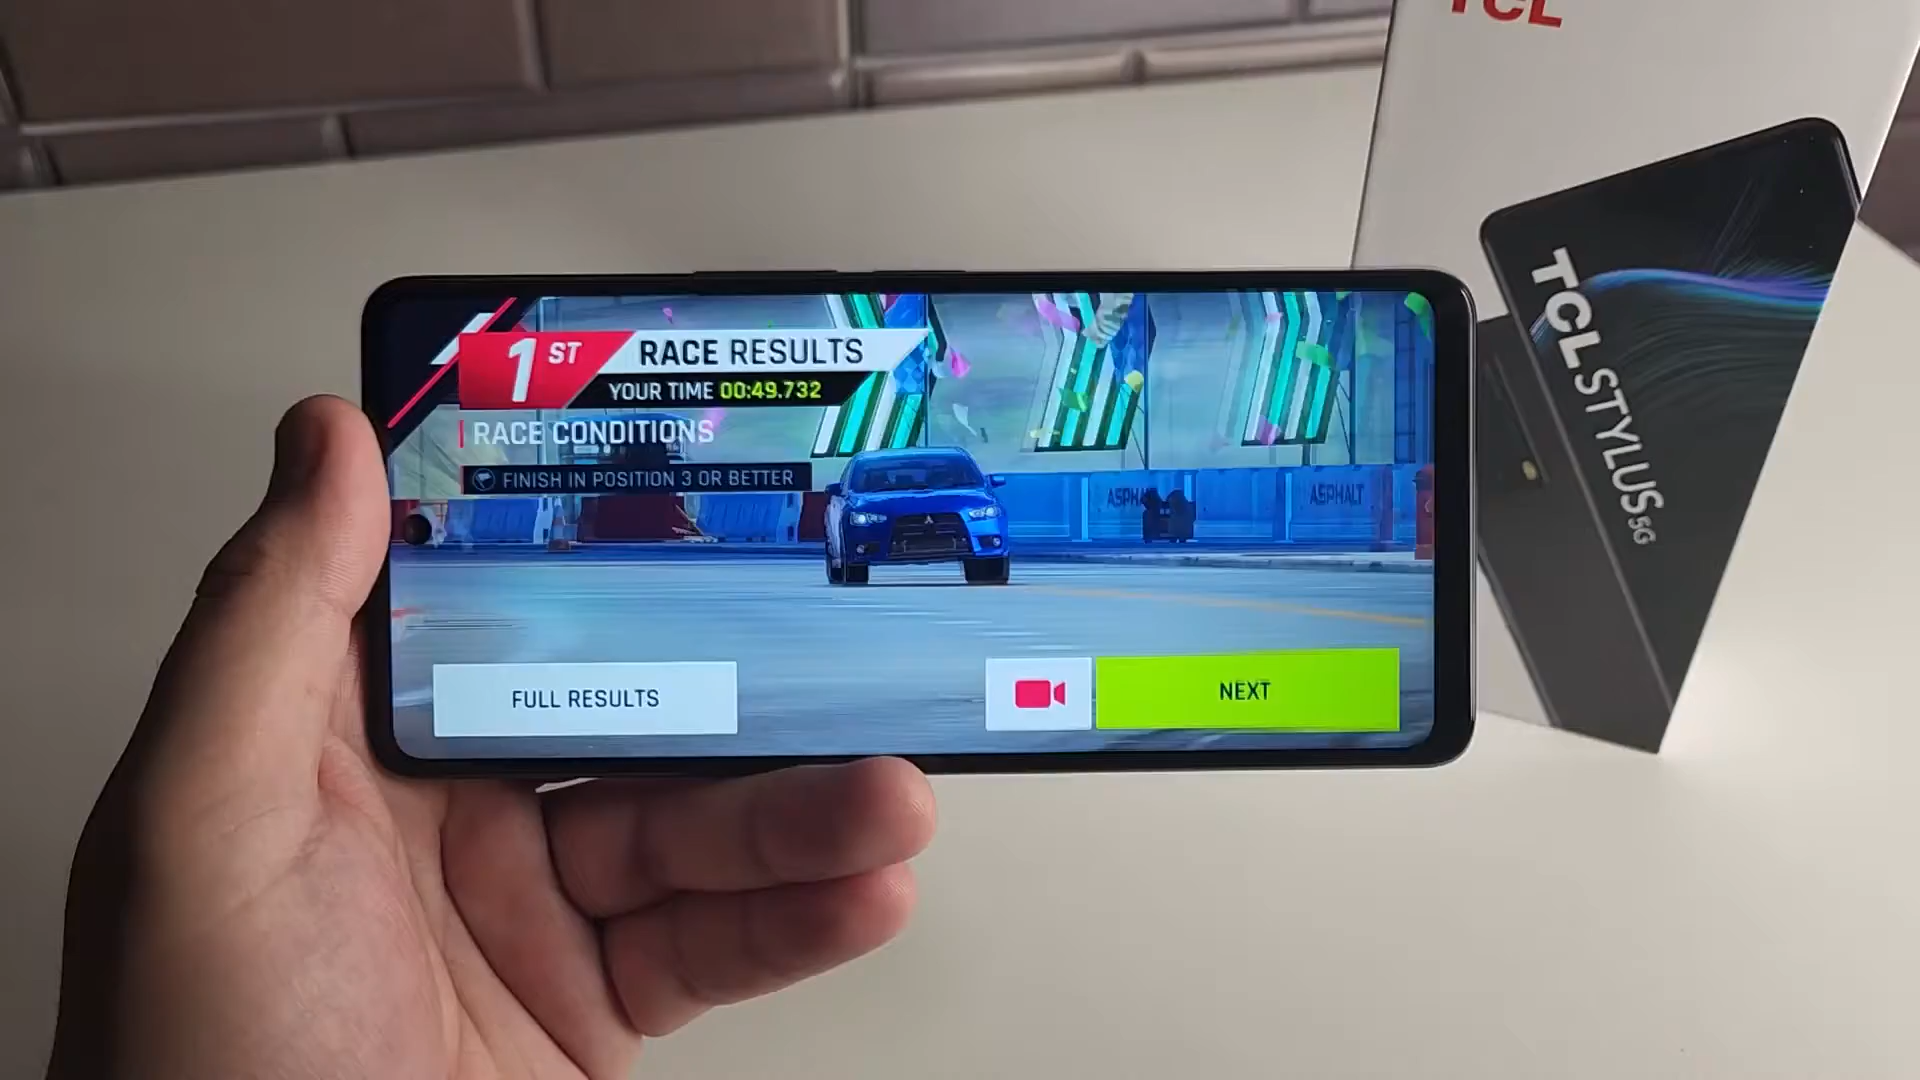 TCL
1ST
RACE RESULTS
YOUR TIME 00:49.732
RACE CONDITIONS
FINISH IN POSITION 3 OR BETTER
ASPHALT
ASPHALT
FULL RESULTS
NEXT
TCL STYLUS 5G